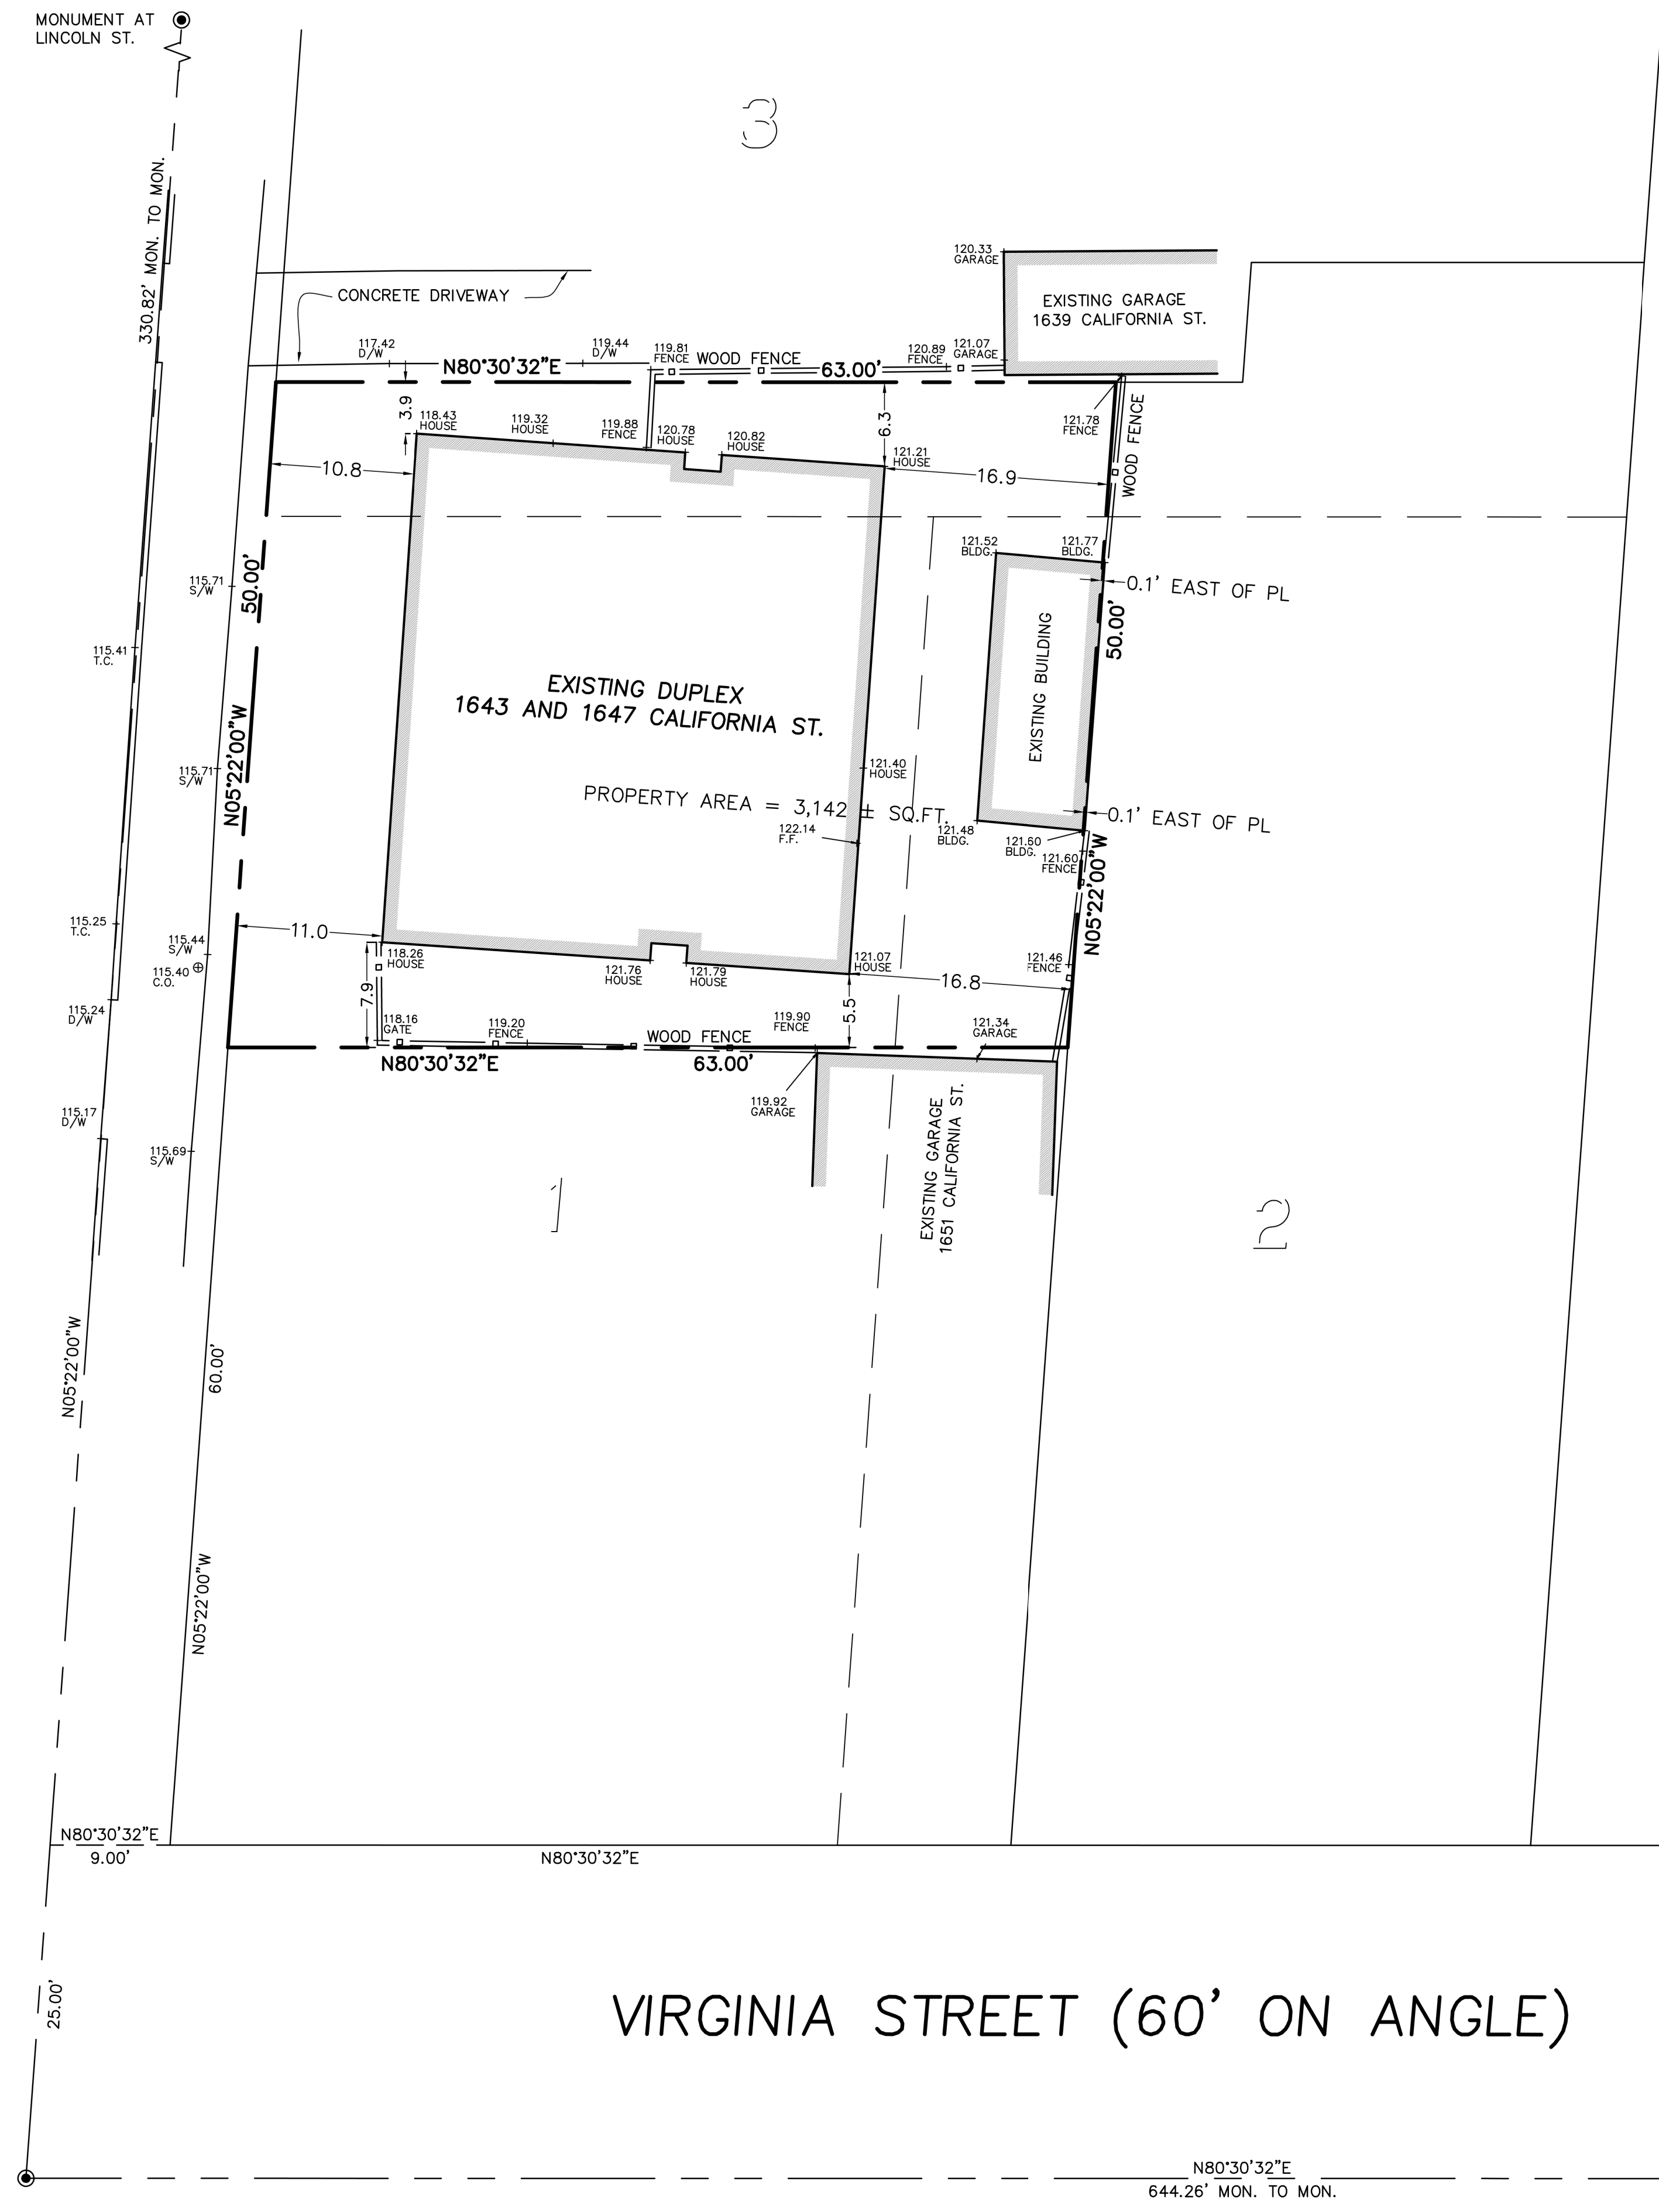 MONUMENT AT
LINCOLN ST.
3
330.82' MON. TO MON.
120.33
GARAGE
EXISTING GARAGE
1639 CALIFORNIA ST.
CONCRETE DRIVEWAY
117.42
D/W
N80°30'32"E
119.44
D/W
119.81
FENCE
WOOD FENCE
63.00'
120.89
FENCE
121.07
GARAGE
3.9
118.43
HOUSE
119.32
HOUSE
119.88
FENCE
120.78
HOUSE
120.82
HOUSE
6.3
121.21
HOUSE
121.78
FENCE
WOOD FENCE
10.8
16.9
121.52
BLDG.
121.77
BLDG.
0.1' EAST OF PL
115.71
S/W
50.00'
50.00'
115.41
T.C.
EXISTING BUILDING
EXISTING DUPLEX
1643 AND 1647 CALIFORNIA ST.
N05°22'00"W
115.71
S/W
121.40
HOUSE
PROPERTY AREA = 3,142 ± SQ.FT.
122.14
F.F.
121.48
BLDG.
0.1' EAST OF PL
121.60
BLDG.
121.60
FENCE
N05°22'00"W
115.25
T.C.
11.0
115.44
S/W
115.40
C.O.
118.26
HOUSE
121.76
HOUSE
121.79
HOUSE
121.07
HOUSE
121.46
FENCE
16.8
7.9
5.5
115.24
D/W
118.16
GATE
119.20
FENCE
WOOD FENCE
119.90
FENCE
121.34
GARAGE
N80°30'32"E
63.00'
119.92
GARAGE
115.17
D/W
115.69
S/W
EXISTING GARAGE
1651 CALIFORNIA ST.
1
2
N05°22'00"W
60.00'
N05°22'00"W
N80°30'32"E
9.00'
N80°30'32"E
25.00'
VIRGINIA STREET (60' ON ANGLE)
N80°30'32"E
644.26' MON. TO MON.